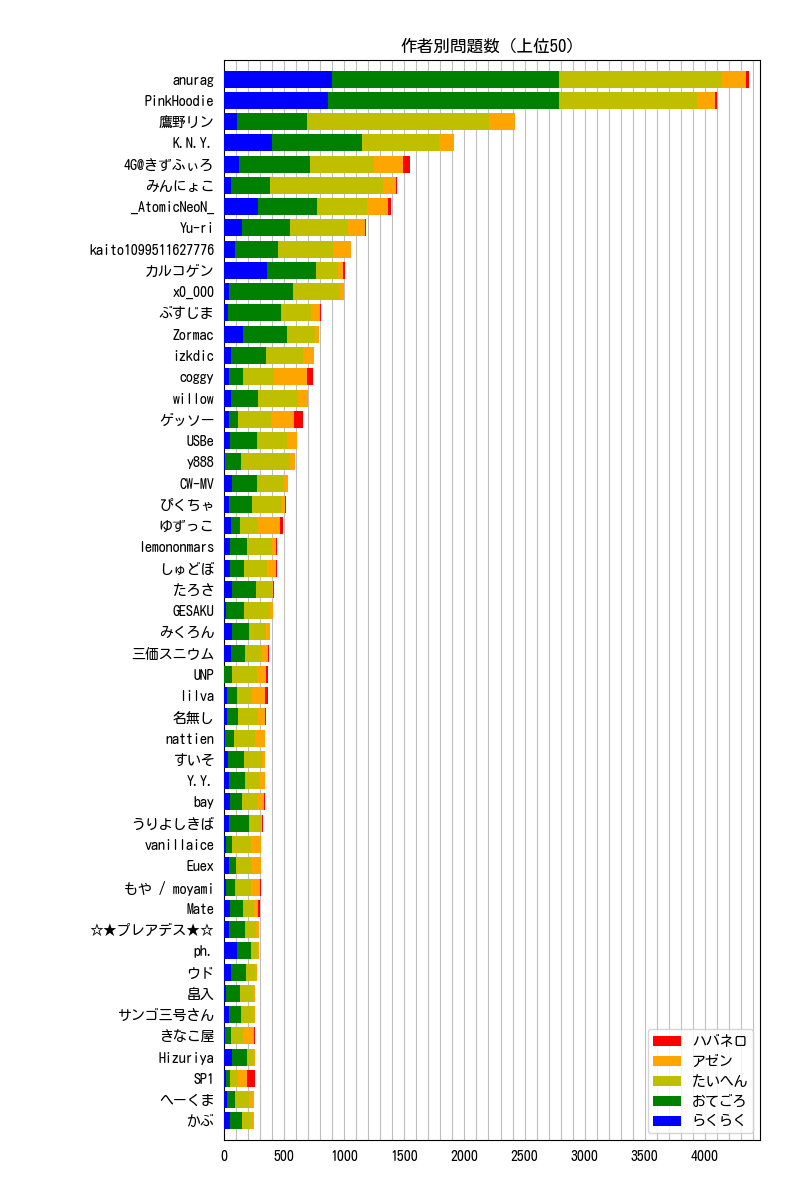 作者別問題数 (上位50)
anurag
PinkHoodie
鷹野リン
K.N.Y.
4G@きずふぃろ
みんにょこ
_AtomicNeoN_
Yu-ri
kaito1099511627776
カルコゲン
x0_000
ぶすじま
Zormac
izkdic
coggy
willow
ゲッソー
USBe
y888
CW-MV
ぴくちゃ
ゆずっこ
lemononmars
しゅどぼ
たろさ
GESAKU
みくろん
三価スニウム
UNP
lilva
名無し
nattien
すいそ
Y.Y.
bay
うりよしきば
vanillaice
Euex
もや / moyami
Mate
☆★プレアデス★☆
ph.
ウド
畠入
サンゴ三号さん
きなこ屋
Hizuriya
SP1
へーくま
かぶ
ハバネロ
アゼン
たいへん
おてごろ
らくらく
0 500 1000 1500 2000 2500 3000 3500 4000